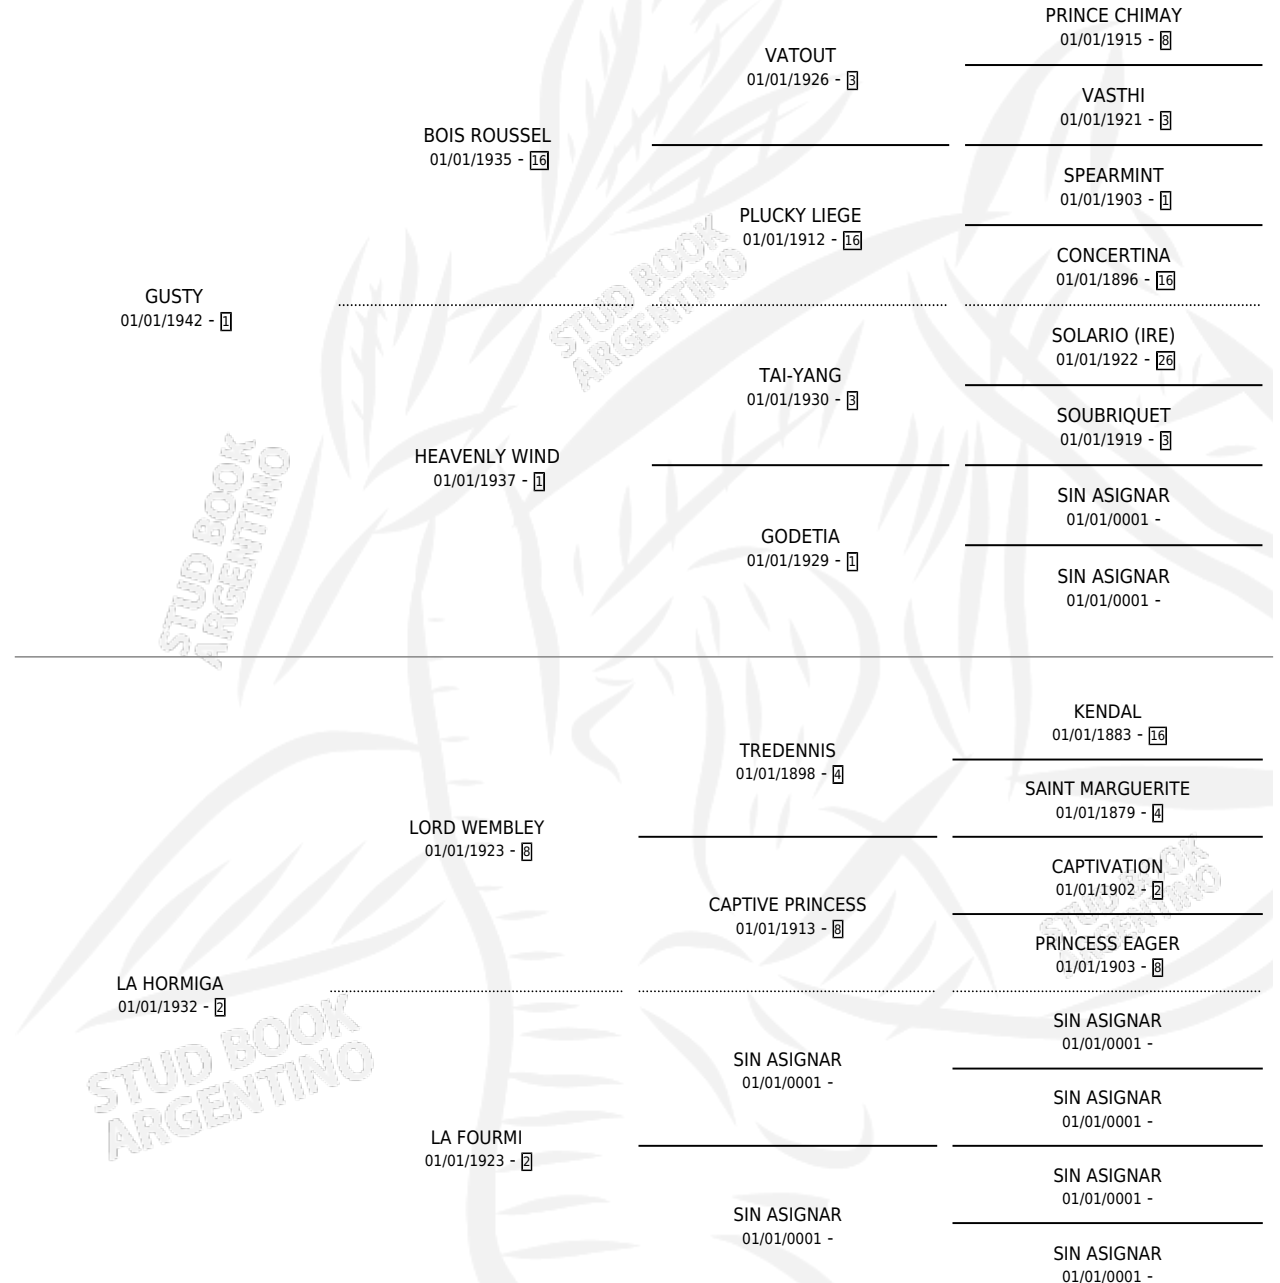 PRINCE CHIMAY
01/01/1915 - 8
VATOUT
01/01/1926 - 3
VASTHI
01/01/1921 - 3
BOIS ROUSSEL
01/01/1935 - 16
SPEARMINT
01/01/1903 - 1
PLUCKY LIEGE
01/01/1912 - 16
CONCERTINA
01/01/1896 - 16
GUSTY
01/01/1942 - 1
SOLARIO (IRE)
01/01/1922 - 26
TAI-YANG
01/01/1930 - 3
SOUBRIQUET
01/01/1919 - 3
HEAVENLY WIND
01/01/1937 - 1
SIN ASIGNAR
01/01/0001 -
GODETIA
01/01/1929 - 1
SIN ASIGNAR
01/01/0001 -
KENDAL
01/01/1883 - 16
TREDENNIS
01/01/1898 - 4
SAINT MARGUERITE
01/01/1879 - 4
LORD WEMBLEY
01/01/1923 - 8
CAPTIVATION
01/01/1902 - 2
CAPTIVE PRINCESS
01/01/1913 - 8
PRINCESS EAGER
01/01/1903 - 8
LA HORMIGA
01/01/1932 - 2
SIN ASIGNAR
01/01/0001 -
SIN ASIGNAR
01/01/0001 -
SIN ASIGNAR
01/01/0001 -
LA FOURMI
01/01/1923 - 2
SIN ASIGNAR
01/01/0001 -
SIN ASIGNAR
01/01/0001 -
SIN ASIGNAR
01/01/0001 -
STUD BOOK
ARGENTINO
STUD BOOK
ARGENTINO
STUD BOOK
ARGENTINO
STUD BOOK
ARGENTINO